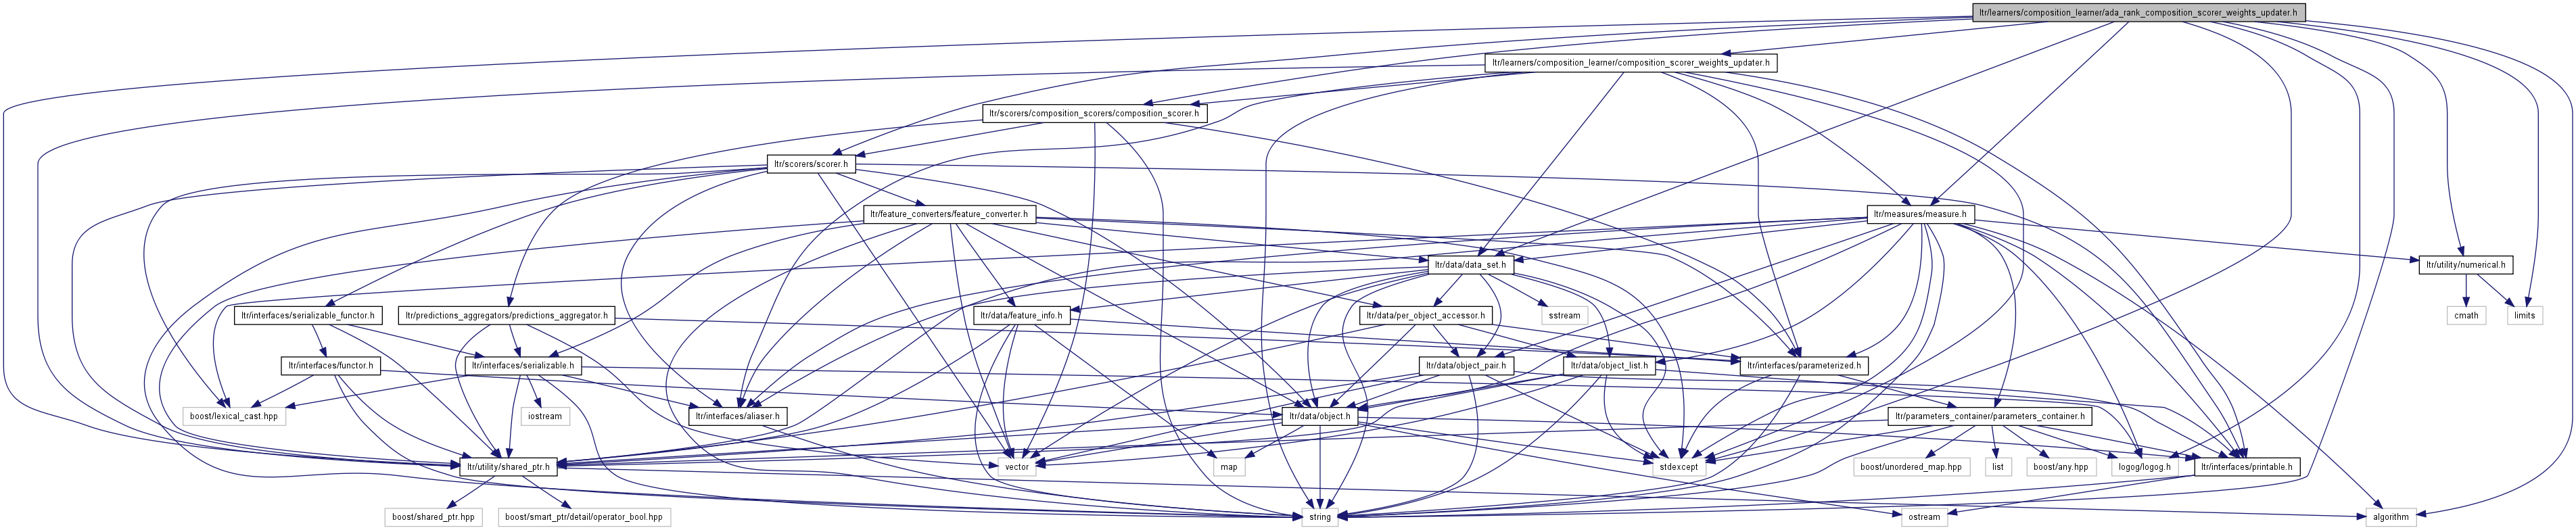 ltr/learners/composition_learner/ada_rank_composition_scorer_weights_updater.h
ltr/learners/composition_learner/composition_scorer_weights_updater.h
ltr/scorers/composition_scorers/composition_scorer.h
ltr/scorers/scorer.h
ltr/feature_converters/feature_converter.h
ltr/measures/measure.h
ltr/data/data_set.h
ltr/utility/numerical.h
ltr/interfaces/serializable_functor.h
ltr/predictions_aggregators/predictions_aggregator.h
ltr/data/feature_info.h
ltr/data/per_object_accessor.h
sstream
cmath
limits
ltr/interfaces/functor.h
ltr/interfaces/serializable.h
ltr/data/object_pair.h
ltr/data/object_list.h
ltr/interfaces/parameterized.h
boost/lexical_cast.hpp
iostream
ltr/interfaces/aliaser.h
ltr/data/object.h
ltr/parameters_container/parameters_container.h
ltr/utility/shared_ptr.h
vector
map
stdexcept
boost/unordered_map.hpp
list
boost/any.hpp
logog/logog.h
ltr/interfaces/printable.h
boost/shared_ptr.hpp
boost/smart_ptr/detail/operator_bool.hpp
string
ostream
algorithm